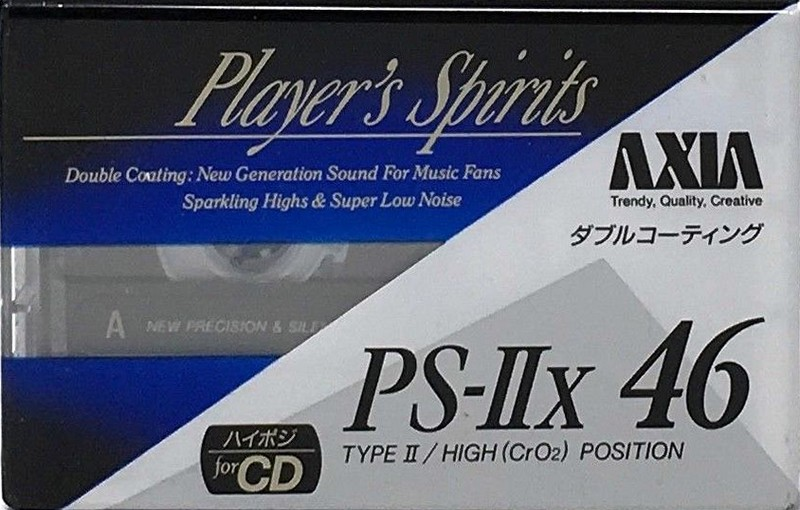 Player's Spirits
Double Coating: New Generation Sound For Music Fans
Sparkling Highs & Super Low Noise
AXIA
Trendy, Quality, Creative
ダブルコーティング
A NEW PRECISION &
PS-IIx 46
TYPE II / HIGH (CrO2) POSITION
ハイポジ
for CD